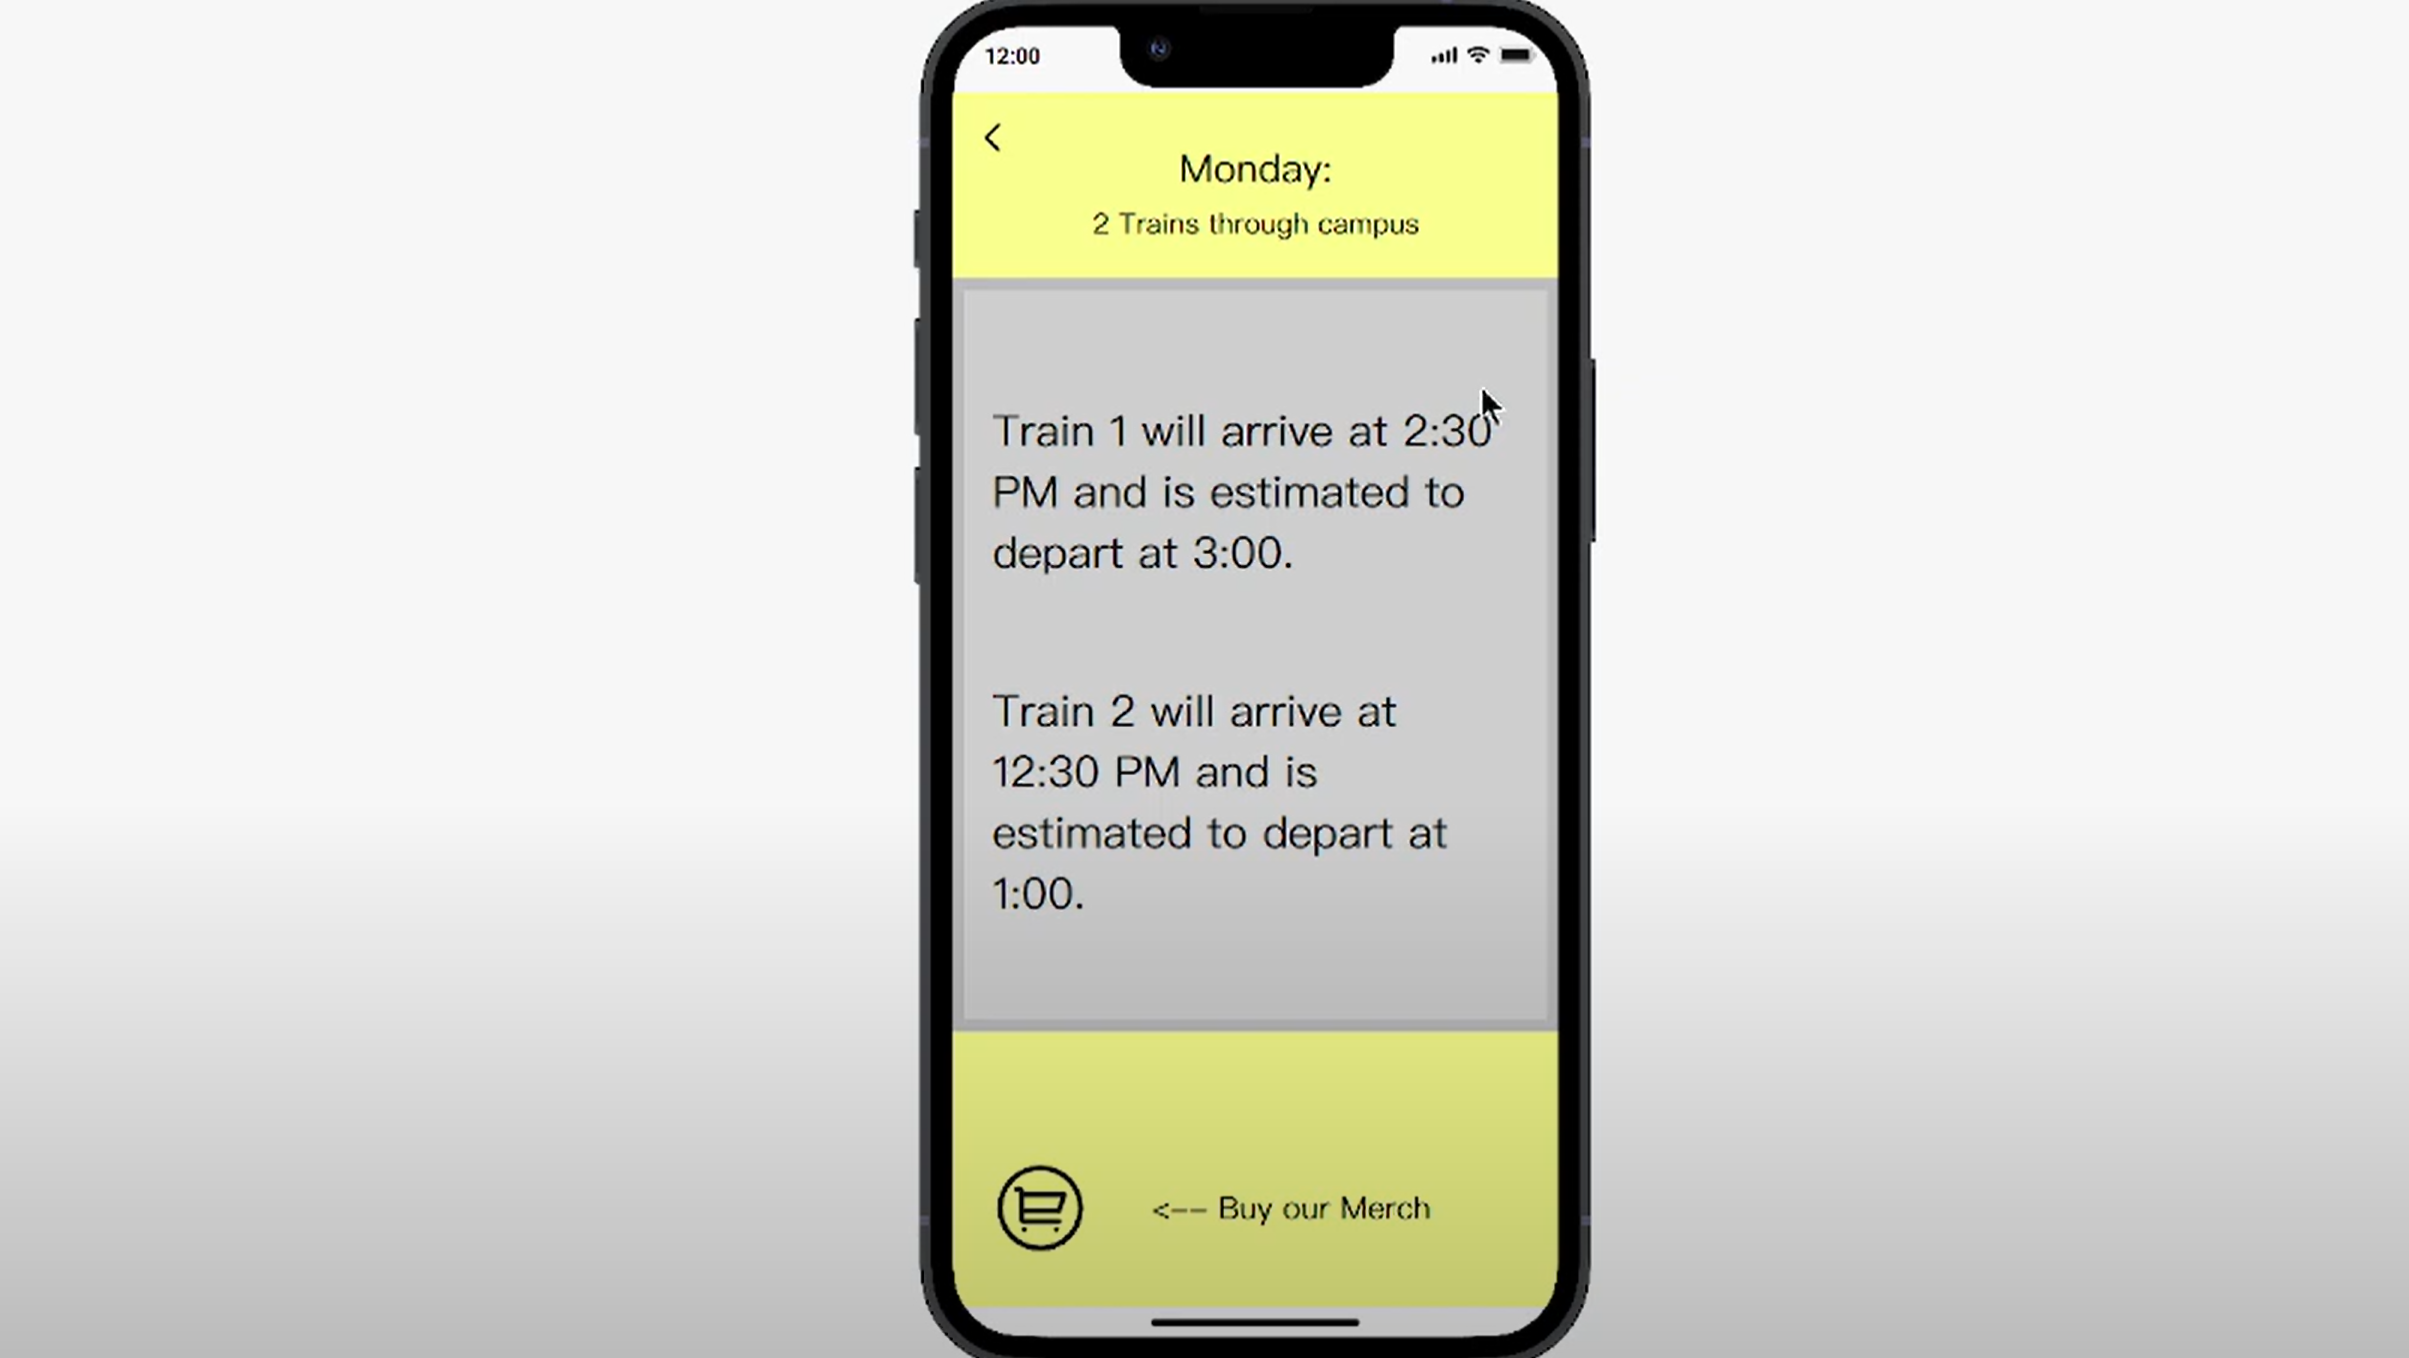 12:00
Monday:
2 Trains through campus
Train 1 will arrive at 2:30
PM and is estimated to
depart at 3:00.
Train 2 will arrive at
12:30 PM and is
estimated to depart at
1:00.
<-- Buy our Merch